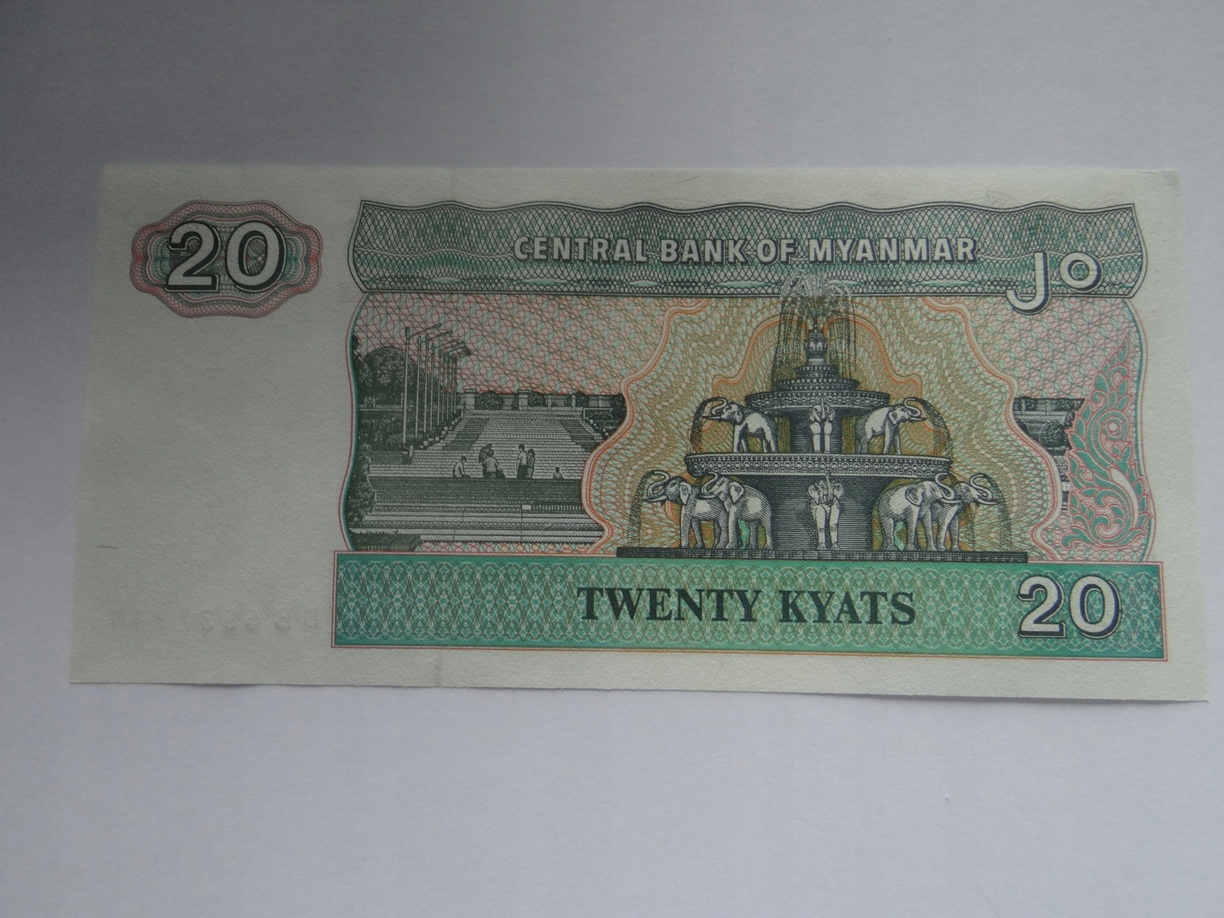 20
CENTRAL BANK OF MYANMAR
၂၀
TWENTY KYATS
20